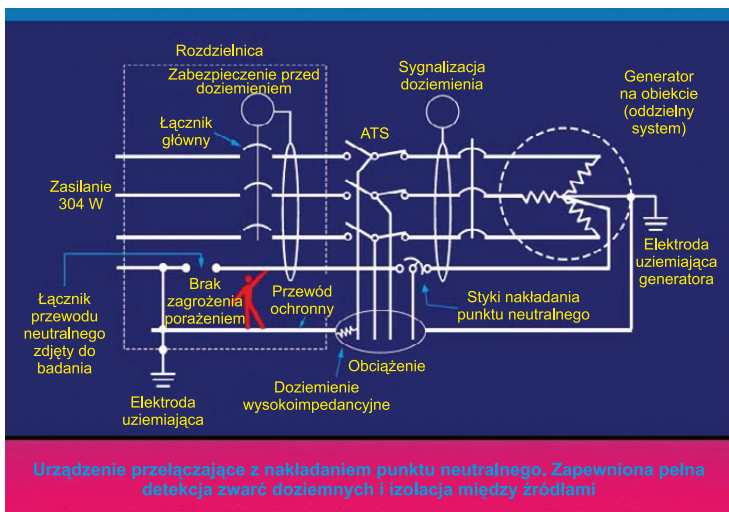 Rozdzielnica
Zabezpieczenie przed
doziemieniem
Sygnalizacja
doziemienia
Generator
na obiekcie
(oddzielny
system)
Łącznik
główny
ATS
Zasilanie
304 W
Elektroda
uziemiająca
generatora
Łącznik
przewodu
neutralnego
zdjęty do
badania
Brak
zagrożenia
porażeniem
Przewód
ochronny
Styki nakładania
punktu neutralnego
Obciążenie
Doziemienie
wysokoimpedancyjne
Elektroda
uziemiająca
Urządzenie przełączające z nakładaniem punktu neutralnego. Zapewniona pełna
detekcja zwarć doziemnych i izolacja między źródłami